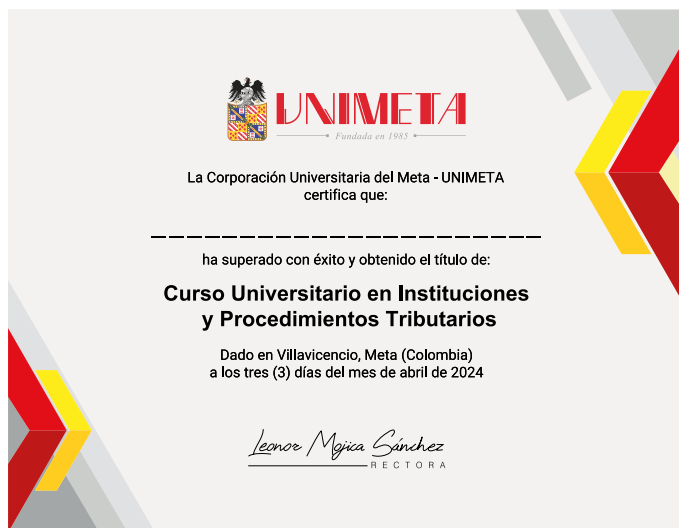 UNIMETA
Fundada en 1985
La Corporación Universitaria del Meta - UNIMETA
certifica que:
ha superado con éxito y obtenido el título de:
Curso Universitario en Instituciones
y Procedimientos Tributarios
Dado en Villavicencio, Meta (Colombia)
a los tres (3) días del mes de abril de 2024
Leonor Mojica Sánchez
RECTORA